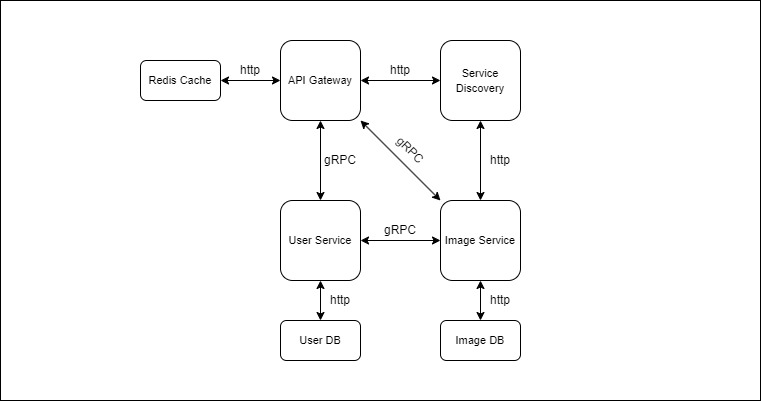 Redis Cache
http
API Gateway
http
Service
Discovery
gRPC
gRPC
http
User Service
gRPC
Image Service
http
http
User DB
Image DB